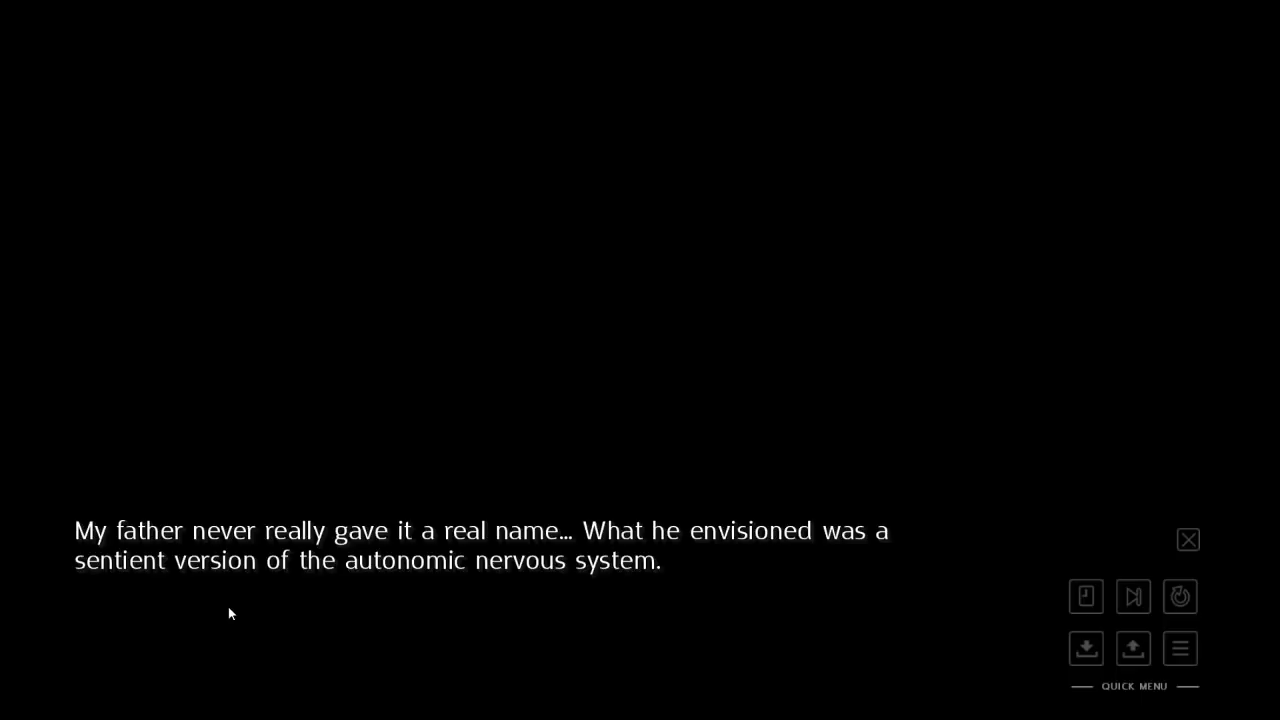 My father never really gave it a real name... What he envisioned was a
sentient version of the autonomic nervous system.
QUICK MENU